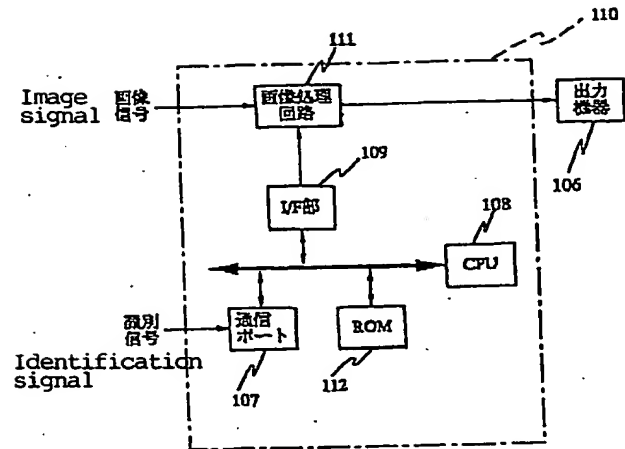 110
111
Image
signal
画像
信号
画像処理
回路
出力
機器
106
109
I/F部
108
CPU
識別
信号
通信
ポート
ROM
Identification
signal
107
112